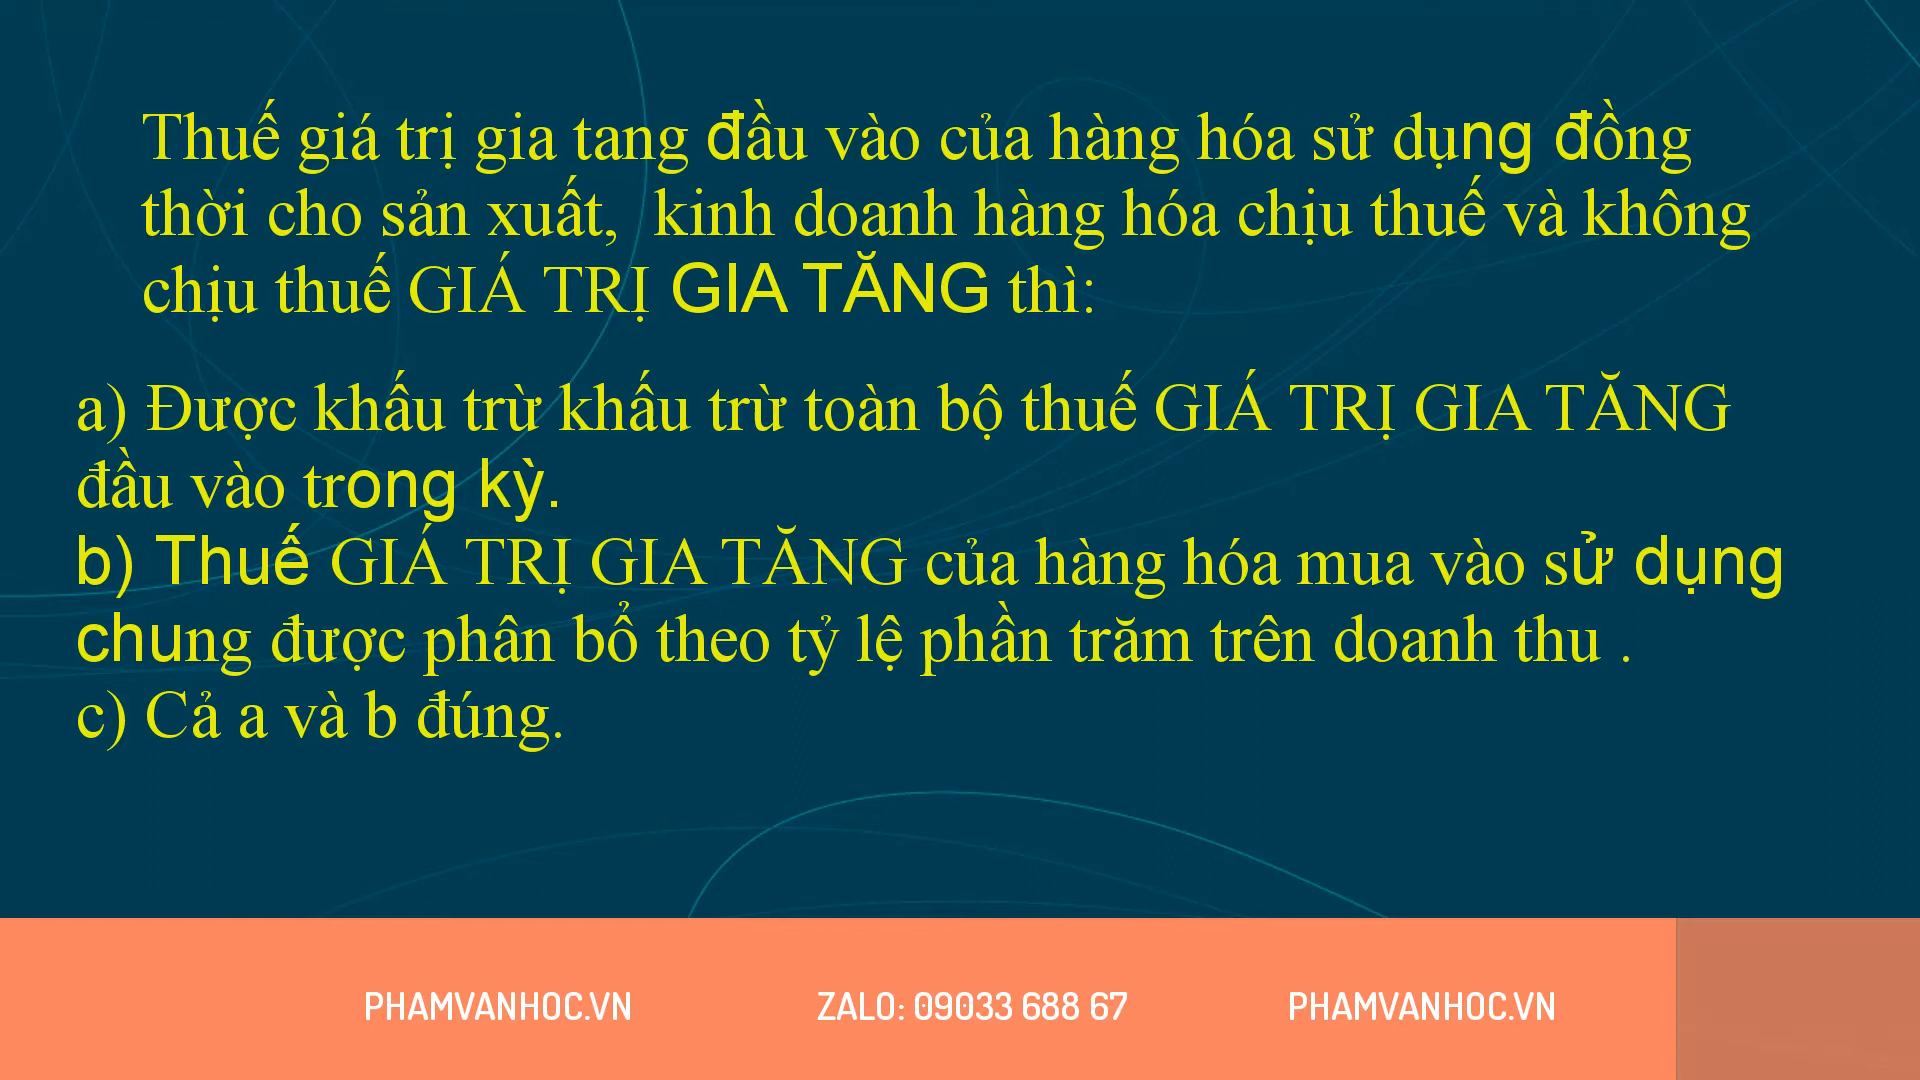 Thuế giá trị gia tang đầu vào của hàng hóa sử dụng đồng
thời cho sản xuất, kinh doanh hàng hóa chịu thuế và không
chịu thuế GIÁ TRỊ GIA TĂNG thì:
a) Được khấu trừ khấu trừ toàn bộ thuế GIÁ TRỊ GIA TĂNG
đầu vào trong kỳ.
b) Thuế GIÁ TRỊ GIA TĂNG của hàng hóa mua vào sử dụng
chung được phân bổ theo tỷ lệ phần trăm trên doanh thu .
c) Cả a và b đúng.
PHAMVANHOC.VN ZALO: 09033 688 67 PHAMVANHOC.VN